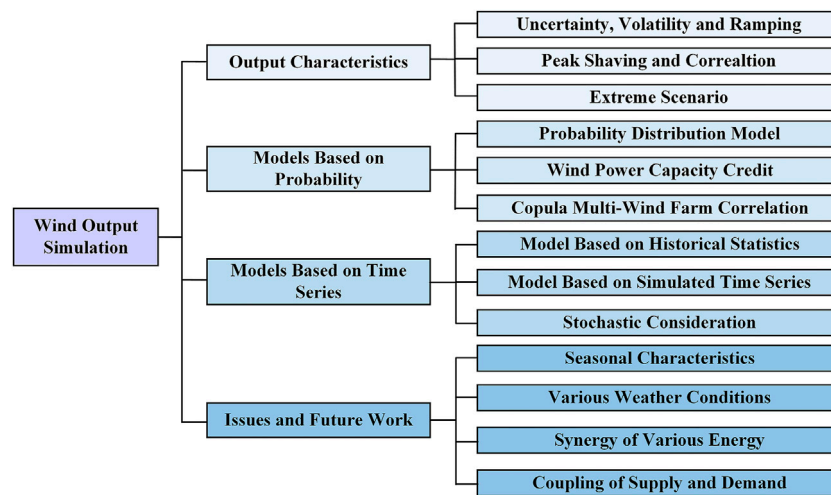 Wind Output
Simulation
Output Characteristics
Uncertainty, Volatility and Ramping
Peak Shaving and Correaltion
Extreme Scenario
Models Based on
Probability
Probability Distribution Model
Wind Power Capacity Credit
Copula Multi-Wind Farm Correlation
Models Based on Time
Series
Model Based on Historical Statistics
Model Based on Simulated Time Series
Stochastic Consideration
Issues and Future Work
Seasonal Characteristics
Various Weather Conditions
Synergy of Various Energy
Coupling of Supply and Demand